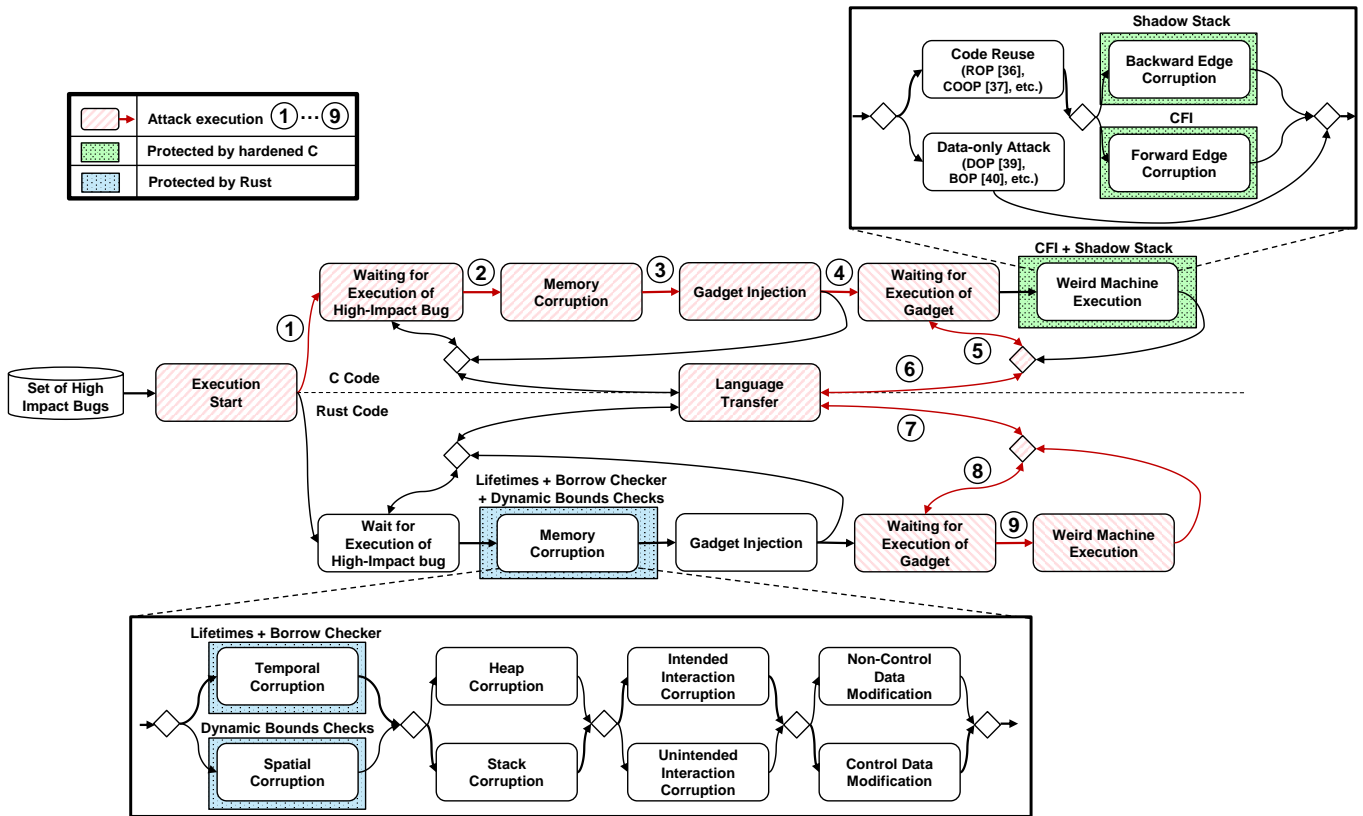 Attack execution ① ··· ⑨
Protected by hardened C
Protected by Rust
Shadow Stack
Code Reuse
(ROP [36],
COOP [37], etc.)
Backward Edge
Corruption
CFI
Data-only Attack
(DOP [39],
BOP [40], etc.)
Forward Edge
Corruption
CFI + Shadow Stack
Waiting for
Execution of
High-Impact Bug
②
Memory
Corruption
③
Gadget Injection
④
Waiting for
Execution of
Gadget
Weird Machine
Execution
①
⑤
⑥
Set of High
Impact Bugs
Execution
Start
C Code
Rust Code
Language
Transfer
⑦
⑧
Lifetimes + Borrow Checker
+ Dynamic Bounds Checks
Wait for
Execution of
High-Impact bug
Memory
Corruption
Gadget Injection
Waiting for
Execution of
Gadget
⑨
Weird Machine
Execution
Lifetimes + Borrow Checker
Temporal
Corruption
Heap
Corruption
Intended
Interaction
Corruption
Non-Control
Data
Modification
Dynamic Bounds Checks
Spatial
Corruption
Stack
Corruption
Unintended
Interaction
Corruption
Control Data
Modification